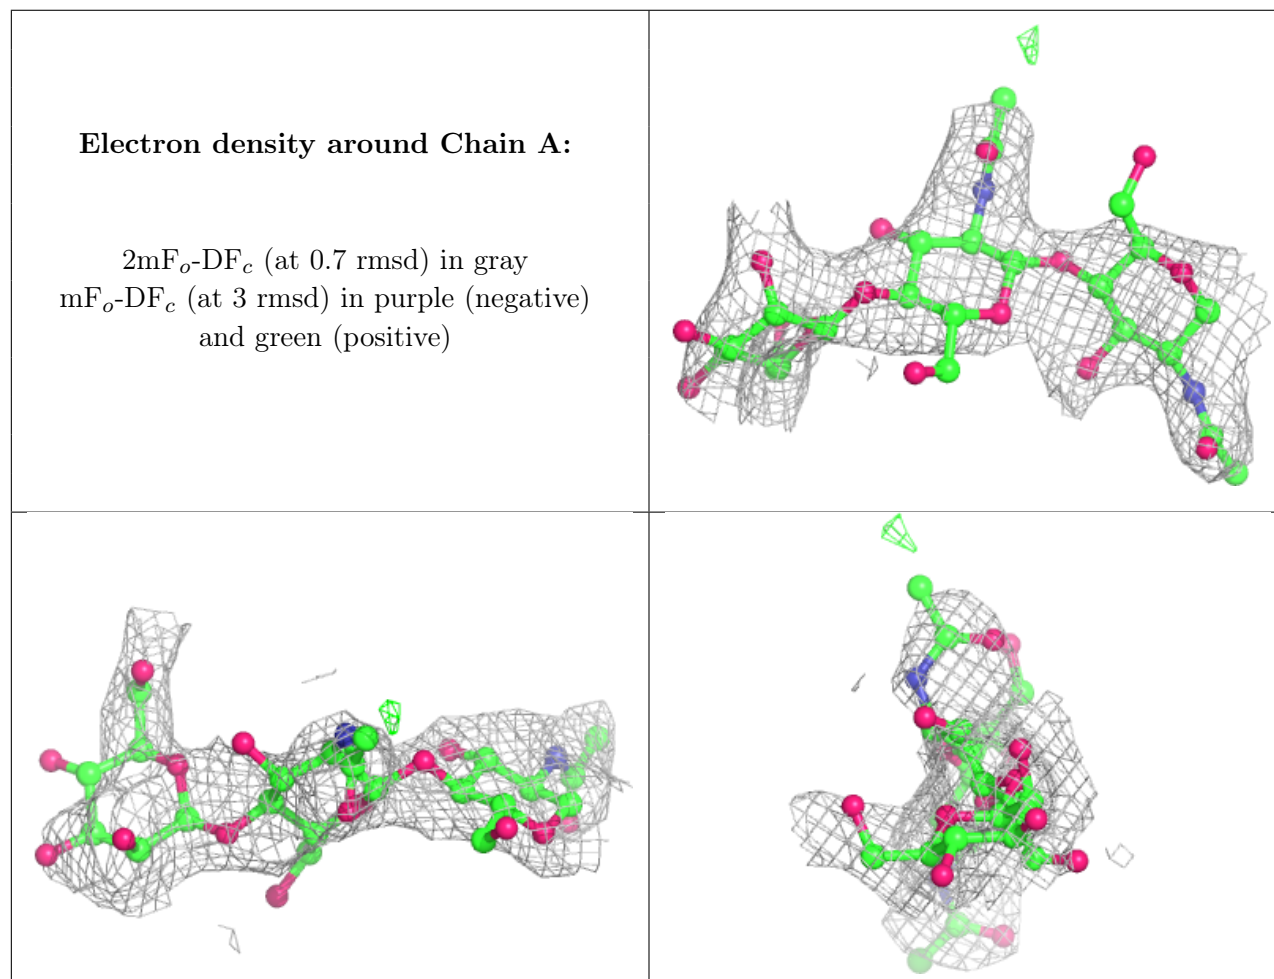 Electron density around Chain A:
2mFo-DFc (at 0.7 rmsd) in gray
mFo-DFc (at 3 rmsd) in purple (negative)
and green (positive)